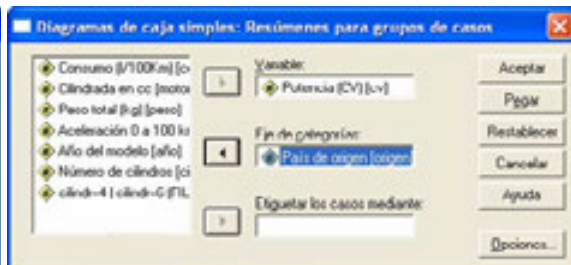 Diagramas de caja simples: Resúmenes para grupos de casos
Consumo (l/100Km) [co
Cilindrada en cc [motor
Peso total (kg) [peso]
Aceleración 0 a 100 km
Año del modelo [año]
Número de cilindros [ci
cilindr=4 | cilindr=6 (FIL
Variable:
Potencia (CV) [cv]
Eje de categorías:
País de origen [origen]
Etiquetar los casos mediante:
Aceptar
Pegar
Restablecer
Cancelar
Ayuda
Opciones...